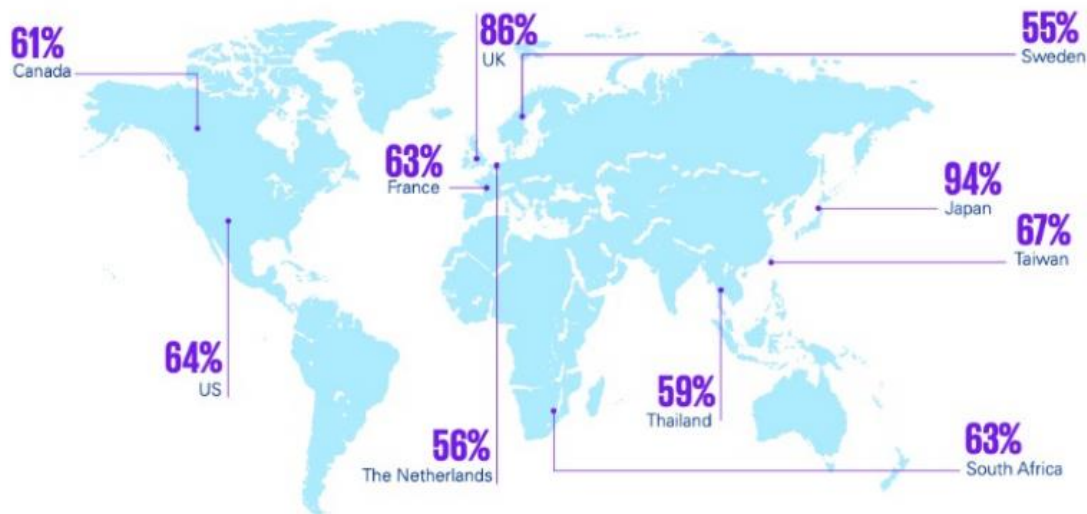 61%
Canada
86%
UK
55%
Sweden
63%
France
94%
Japan
67%
Taiwan
64%
US
59%
Thailand
56%
The Netherlands
63%
South Africa